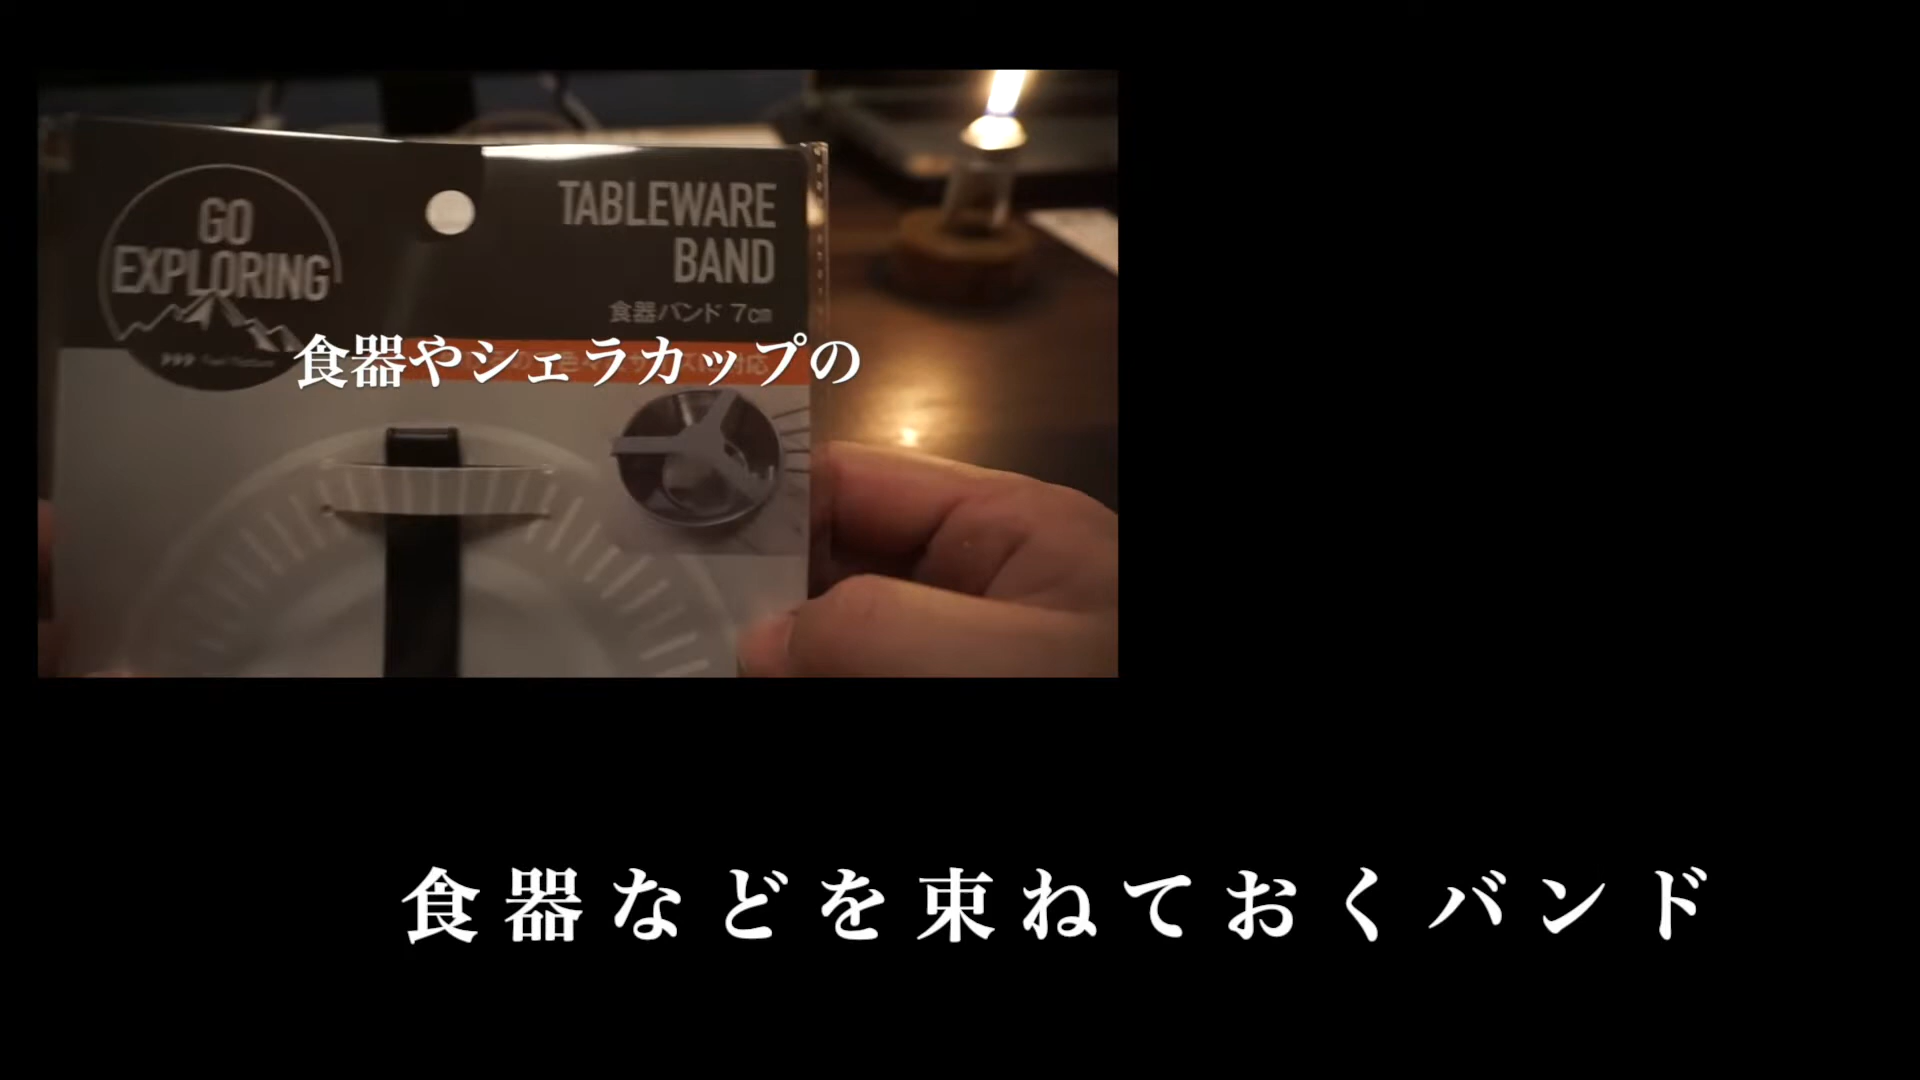 GO
EXPLORING
TABLEWARE
BAND
食器バンド 7cm
食器やシェラカップの
食器などを束ねておくバンド